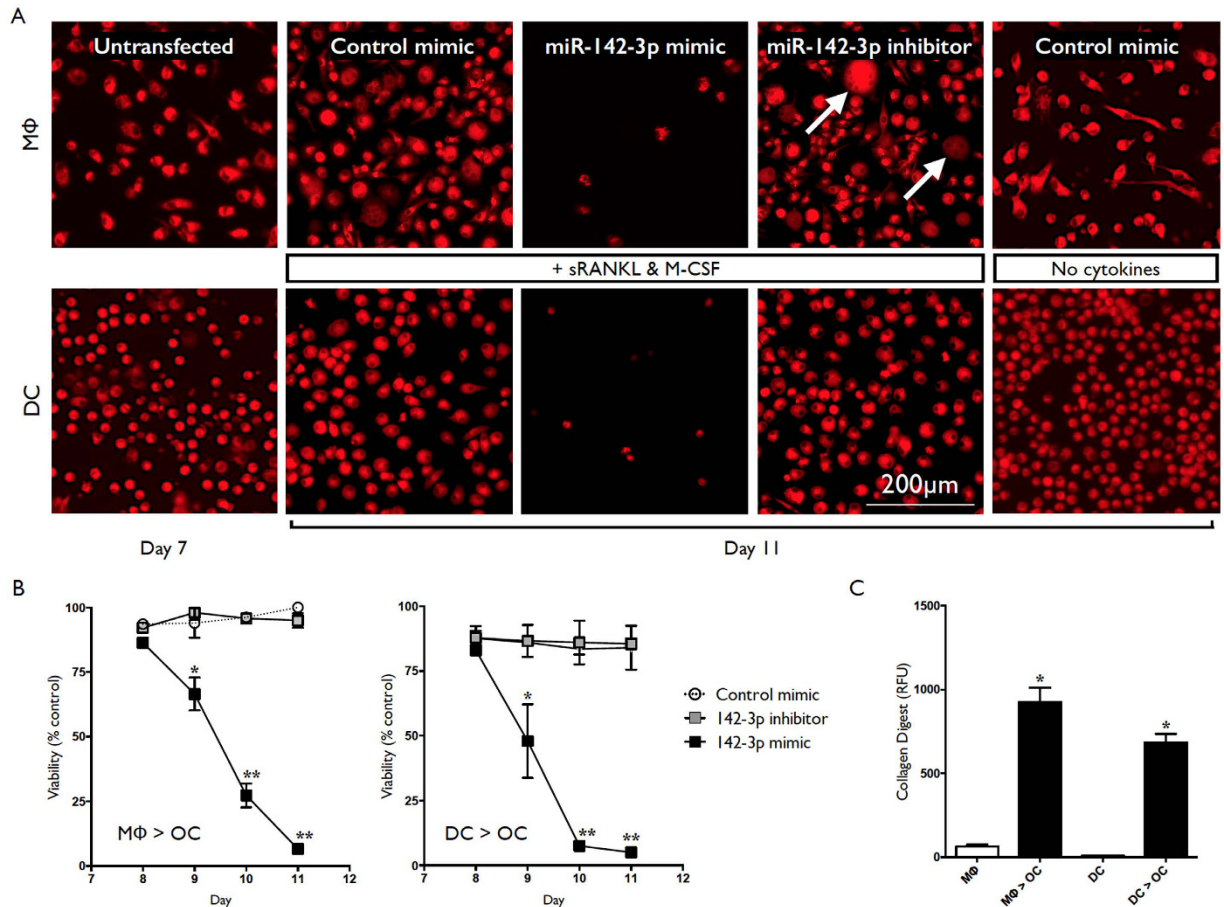 A
Untransfected
Control mimic
miR-142-3p mimic
miR-142-3p inhibitor
Control mimic
MΦ
+ sRANKL & M-CSF
No cytokines
DC
200µm
Day 7
Day 11
B
100
75
50
25
0
Viability (% control)
*
**
**
MΦ > OC
7
8
9
10
11
12
Day
100
75
50
25
0
Viability (% control)
*
**
**
DC > OC
7
8
9
10
11
12
Day
Control mimic
142-3p inhibitor
142-3p mimic
C
1500
1000
500
0
Collagen Digest (RFU)
*
*
MΦ
MΦ > OC
DC
DC > OC